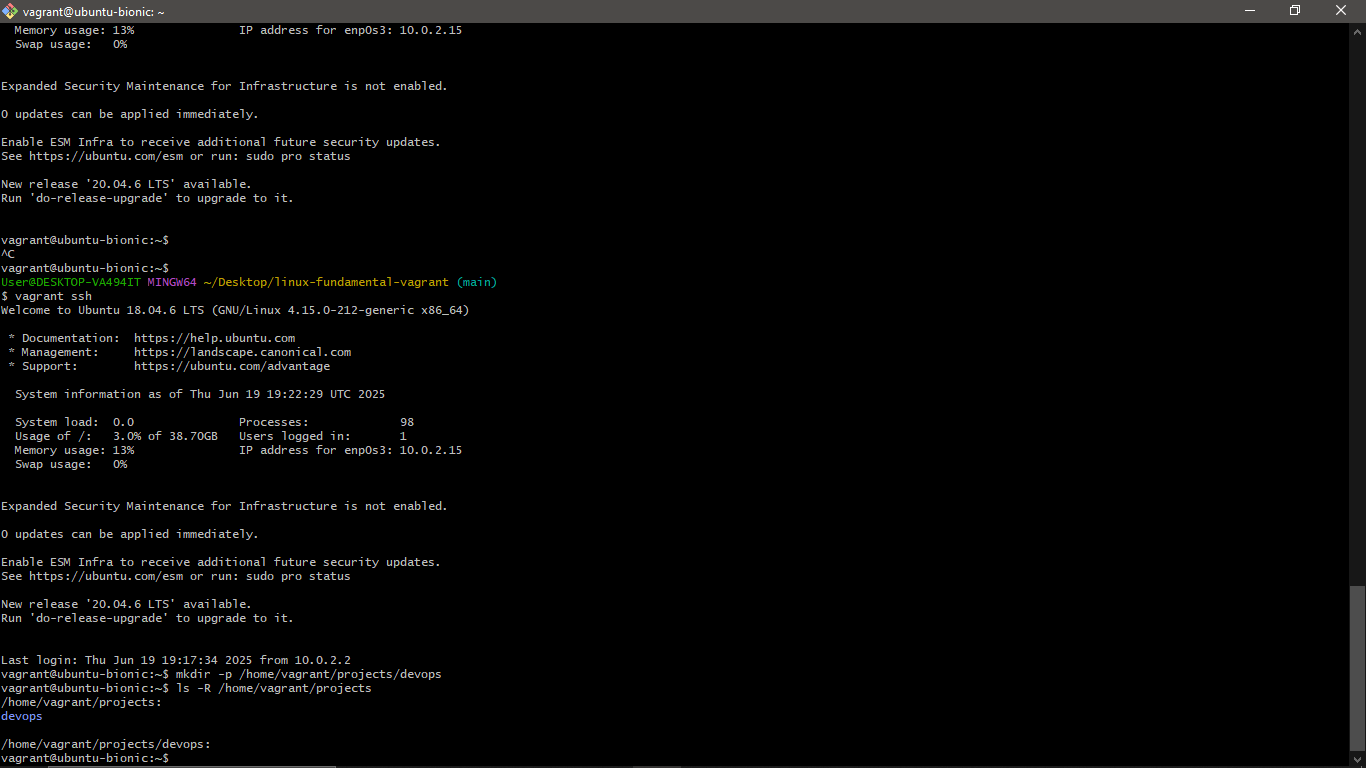 vagrant@ubuntu-bionic: ~
  Memory usage: 13%               IP address for enp0s3: 10.0.2.15
  Swap usage:   0%
Expanded Security Maintenance for Infrastructure is not enabled.
0 updates can be applied immediately.
Enable ESM Infra to receive additional future security updates.
See https://ubuntu.com/esm or run: sudo pro status
New release '20.04.6 LTS' available.
Run 'do-release-upgrade' to upgrade to it.
vagrant@ubuntu-bionic:~$
^C
vagrant@ubuntu-bionic:~$
User@DESKTOP-VA494IT MINGW64 ~/Desktop/linux-fundamental-vagrant (main)
$ vagrant ssh
Welcome to Ubuntu 18.04.6 LTS (GNU/Linux 4.15.0-212-generic x86_64)
 * Documentation:  https://help.ubuntu.com
 * Management:     https://landscape.canonical.com
 * Support:        https://ubuntu.com/advantage
  System information as of Thu Jun 19 19:22:29 UTC 2025
  System load:  0.0               Processes:             98
  Usage of /:   3.0% of 38.70GB   Users logged in:       1
  Memory usage: 13%               IP address for enp0s3: 10.0.2.15
  Swap usage:   0%
Expanded Security Maintenance for Infrastructure is not enabled.
0 updates can be applied immediately.
Enable ESM Infra to receive additional future security updates.
See https://ubuntu.com/esm or run: sudo pro status
New release '20.04.6 LTS' available.
Run 'do-release-upgrade' to upgrade to it.
Last login: Thu Jun 19 19:17:34 2025 from 10.0.2.2
vagrant@ubuntu-bionic:~$ mkdir -p /home/vagrant/projects/devops
vagrant@ubuntu-bionic:~$ ls -R /home/vagrant/projects
/home/vagrant/projects:
devops
/home/vagrant/projects/devops:
vagrant@ubuntu-bionic:~$